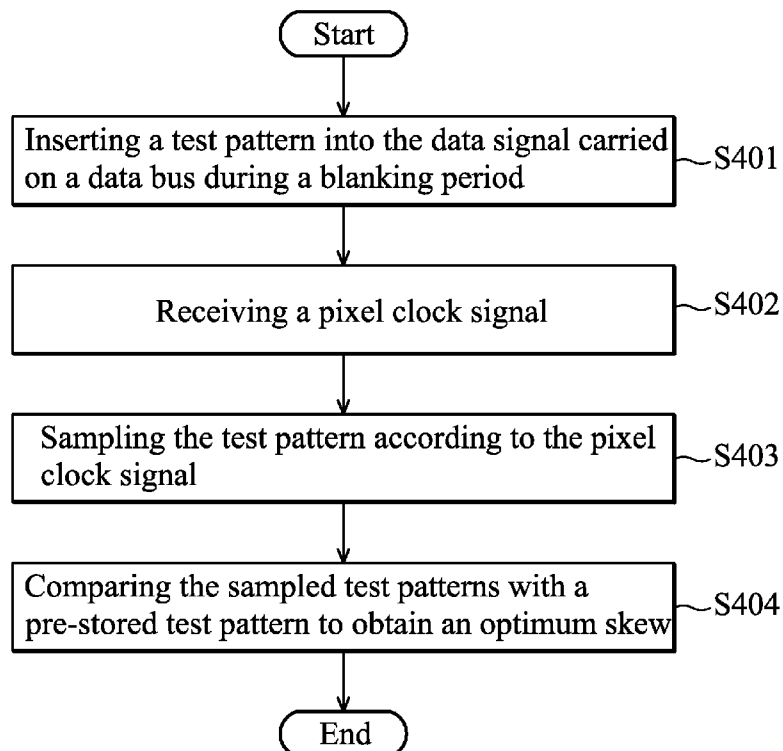 Start
Inserting a test pattern into the data signal carried
on a data bus during a blanking period
S401
Receiving a pixel clock signal
S402
Sampling the test pattern according to the pixel
clock signal
S403
Comparing the sampled test patterns with a
pre-stored test pattern to obtain an optimum skew
S404
End